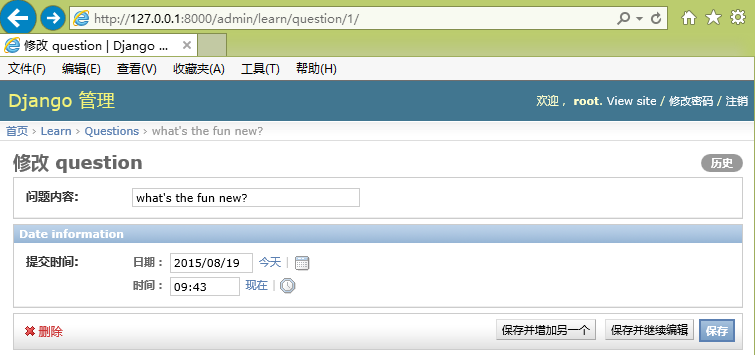 http://127.0.0.1:8000/admin/learn/question/1/
修改 question | Django ...
文件(F) 编辑(E) 查看(V) 收藏夹(A) 工具(T) 帮助(H)
Django 管理 欢迎， root. View site / 修改密码 / 注销
首页 › Learn › Questions › what's the fun new?
修改 question 历史
问题内容: what's the fun new?
Date information
提交时间: 日期： 2015/08/19 今天 |
时间： 09:43 现在 |
删除 保存并增加另一个 保存并继续编辑 保存